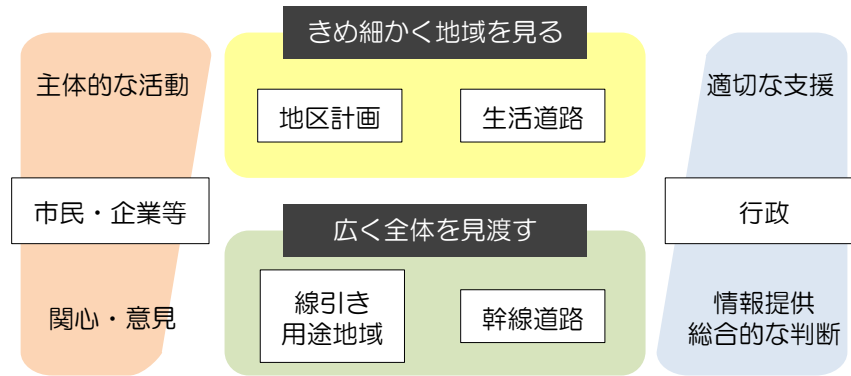 きめ細かく地域を見る
主体的な活動
地区計画
生活道路
適切な支援
市民・企業等
行政
広く全体を見渡す
関心・意見
線引き
用途地域
幹線道路
情報提供
総合的な判断